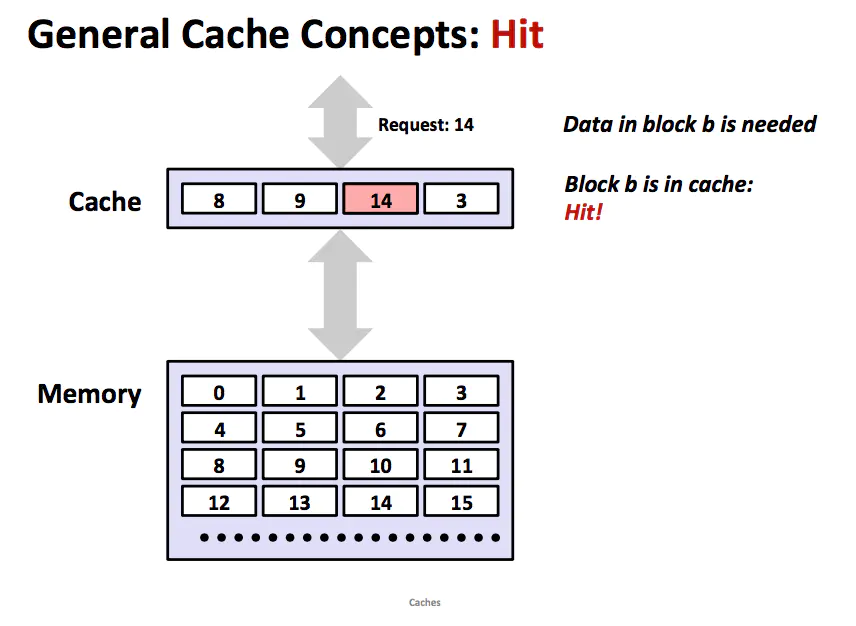 General Cache Concepts: Hit
Request: 14
Data in block b is needed
Cache
8 9 14 3
Block b is in cache:
Hit!
Memory
0 1 2 3
4 5 6 7
8 9 10 11
12 13 14 15
Caches